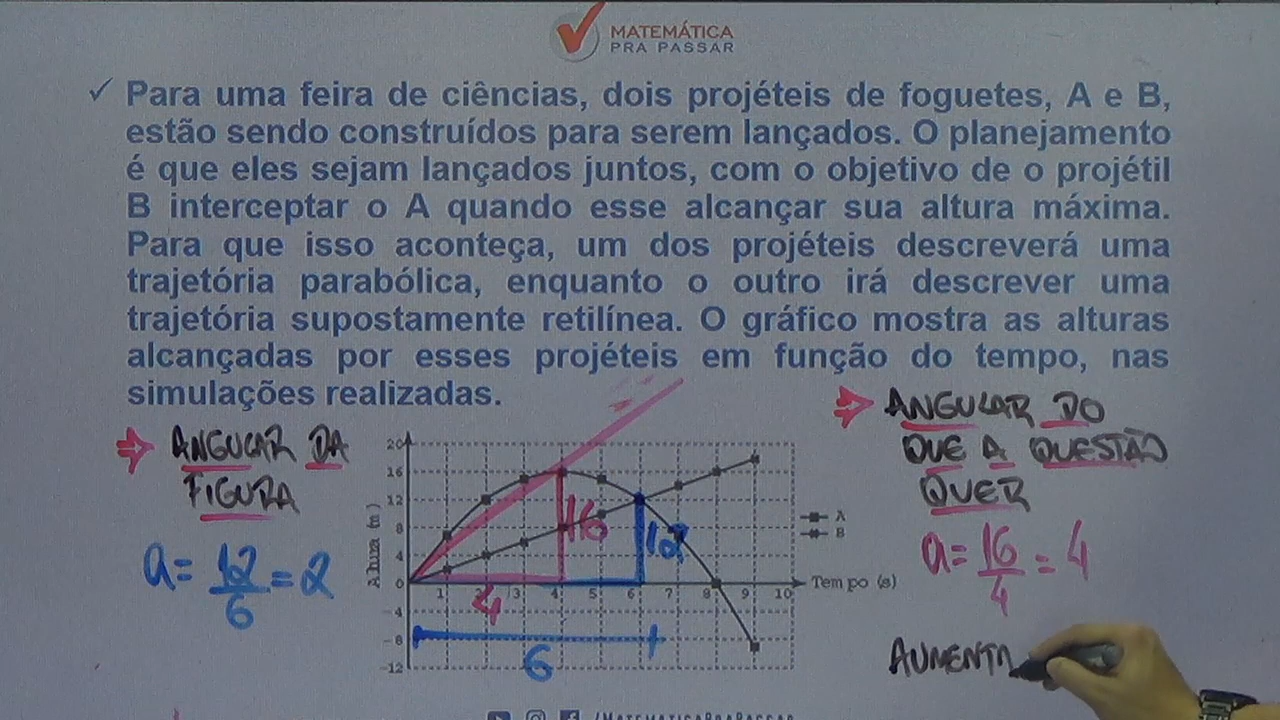 MATEMÁTICA
PRA PASSAR
✓ Para uma feira de ciências, dois projéteis de foguetes, A e B,
estão sendo construídos para serem lançados. O planejamento
é que eles sejam lançados juntos, com o objetivo de o projétil
B interceptar o A quando esse alcançar sua altura máxima.
Para que isso aconteça, um dos projéteis descreverá uma
trajetória parabólica, enquanto o outro irá descrever uma
trajetória supostamente retilínea. O gráfico mostra as alturas
alcançadas por esses projéteis em função do tempo, nas
simulações realizadas.
⇒ ANGULAR DA
FIGURA
a = 12/6 = 2
Altura (m)
20
16
12
8
4
0
-4
-8
-12
1 2 3 4 5 6 7 8 9 10
Tempo (s)
A
B
16
12
4
6
⇒ ANGULAR DO
QUE A QUESTÃO
QUER
a = 16/4 = 4
AUMENTA
/MATEMATICAPRAPASSAR